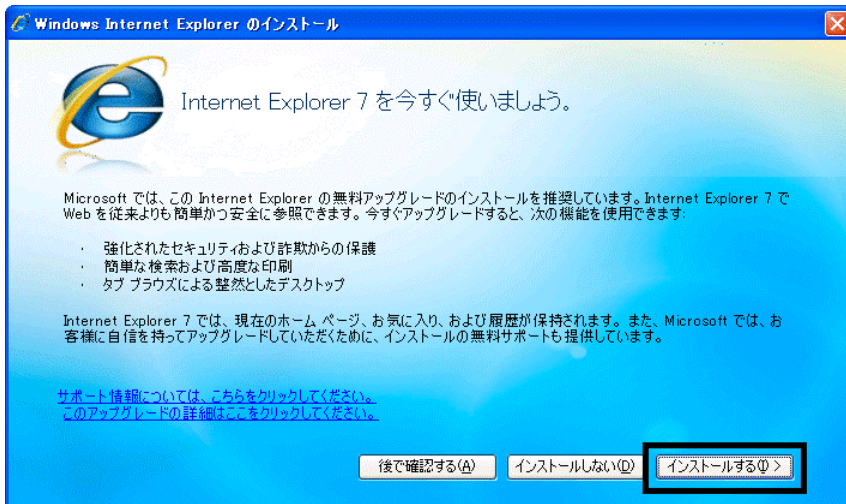 Windows Internet Explorer のインストール
Internet Explorer 7 を今すぐ使いましょう。
Microsoft では、この Internet Explorer の無料アップグレードのインストールを推奨しています。Internet Explorer 7 で
Web を従来よりも簡単かつ安全に参照できます。今すぐアップグレードすると、次の機能を使用できます:
· 強化されたセキュリティおよび詐欺からの保護
· 簡単な検索および高度な印刷
· タブ ブラウズによる整然としたデスクトップ
Internet Explorer 7 では、現在のホーム ページ、お気に入り、および履歴が保持されます。また、Microsoft では、お
客様に自信を持ってアップグレードしていただくために、インストールの無料サポートも提供しています。
サポート情報については、こちらをクリックしてください。
このアップグレードの詳細はここをクリックしてください。
後で確認する(A) インストールしない(D) インストールする(I) >